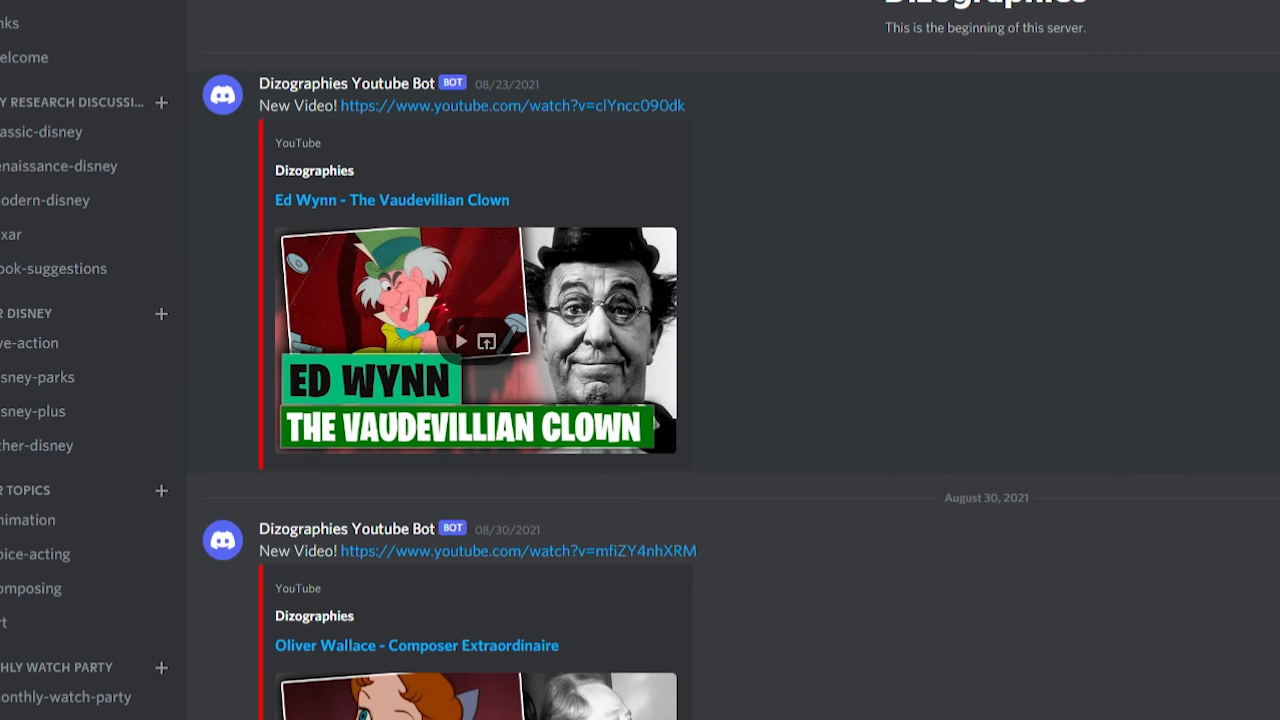 nks
elcome
Y RESEARCH DISCUSSI...
assic-disney
enaissance-disney
odern-disney
xar
ook-suggestions
R DISNEY
ve-action
sney-parks
sney-plus
ther-disney
R TOPICS
nimation
oice-acting
omposing
rt
HLY WATCH PARTY
onthly-watch-party
Dizographies
This is the beginning of this server.
Dizographies Youtube Bot BOT 08/23/2021
New Video! https://www.youtube.com/watch?v=clYncc090dk
YouTube
Dizographies
Ed Wynn - The Vaudevillian Clown
ED WYNN
THE VAUDEVILLIAN CLOWN
August 30, 2021
Dizographies Youtube Bot BOT 08/30/2021
New Video! https://www.youtube.com/watch?v=mfiZY4nhXRM
YouTube
Dizographies
Oliver Wallace - Composer Extraordinaire